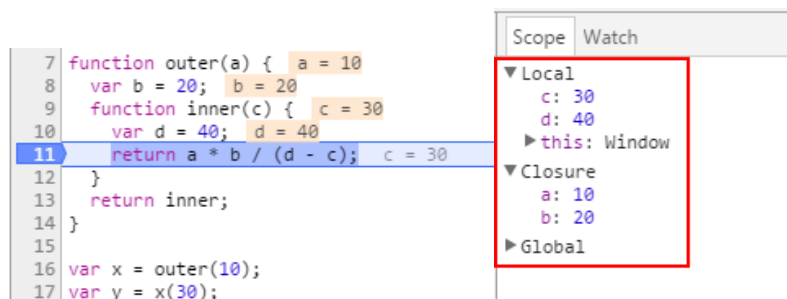 7 function outer(a) {  a = 10
8   var b = 20;  b = 20
9   function inner(c) {  c = 30
10     var d = 40;  d = 40
11     return a * b / (d - c);  c = 30
12   }
13   return inner;
14 }
15
16 var x = outer(10);
17 var y = x(30);
Scope Watch
▼Local
c: 30
d: 40
▶this: Window
▼Closure
a: 10
b: 20
▶Global